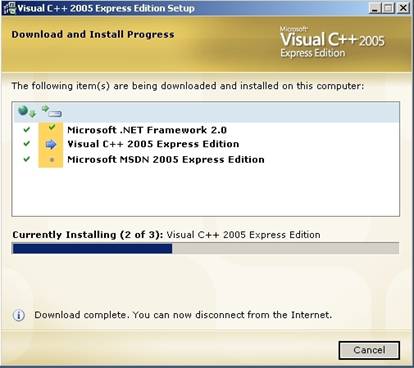 Visual C++ 2005 Express Edition Setup
Download and Install Progress
Microsoft
Visual C++ 2005
Express Edition
The following item(s) are being downloaded and installed on this computer:
Microsoft .NET Framework 2.0
Visual C++ 2005 Express Edition
Microsoft MSDN 2005 Express Edition
Currently Installing (2 of 3): Visual C++ 2005 Express Edition
Download complete. You can now disconnect from the Internet.
Cancel